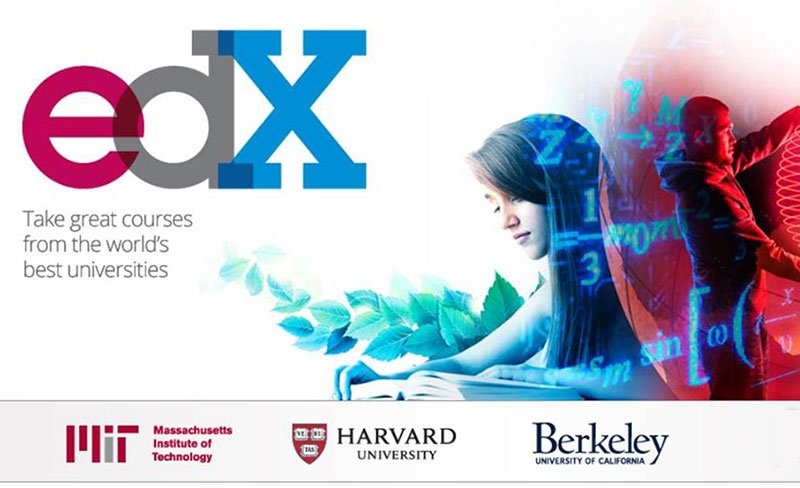 edX
Take great courses
from the world's
best universities
MiT
Massachusetts
Institute of
Technology
VE RI
TAS
HARVARD
UNIVERSITY
Berkeley
UNIVERSITY OF CALIFORNIA